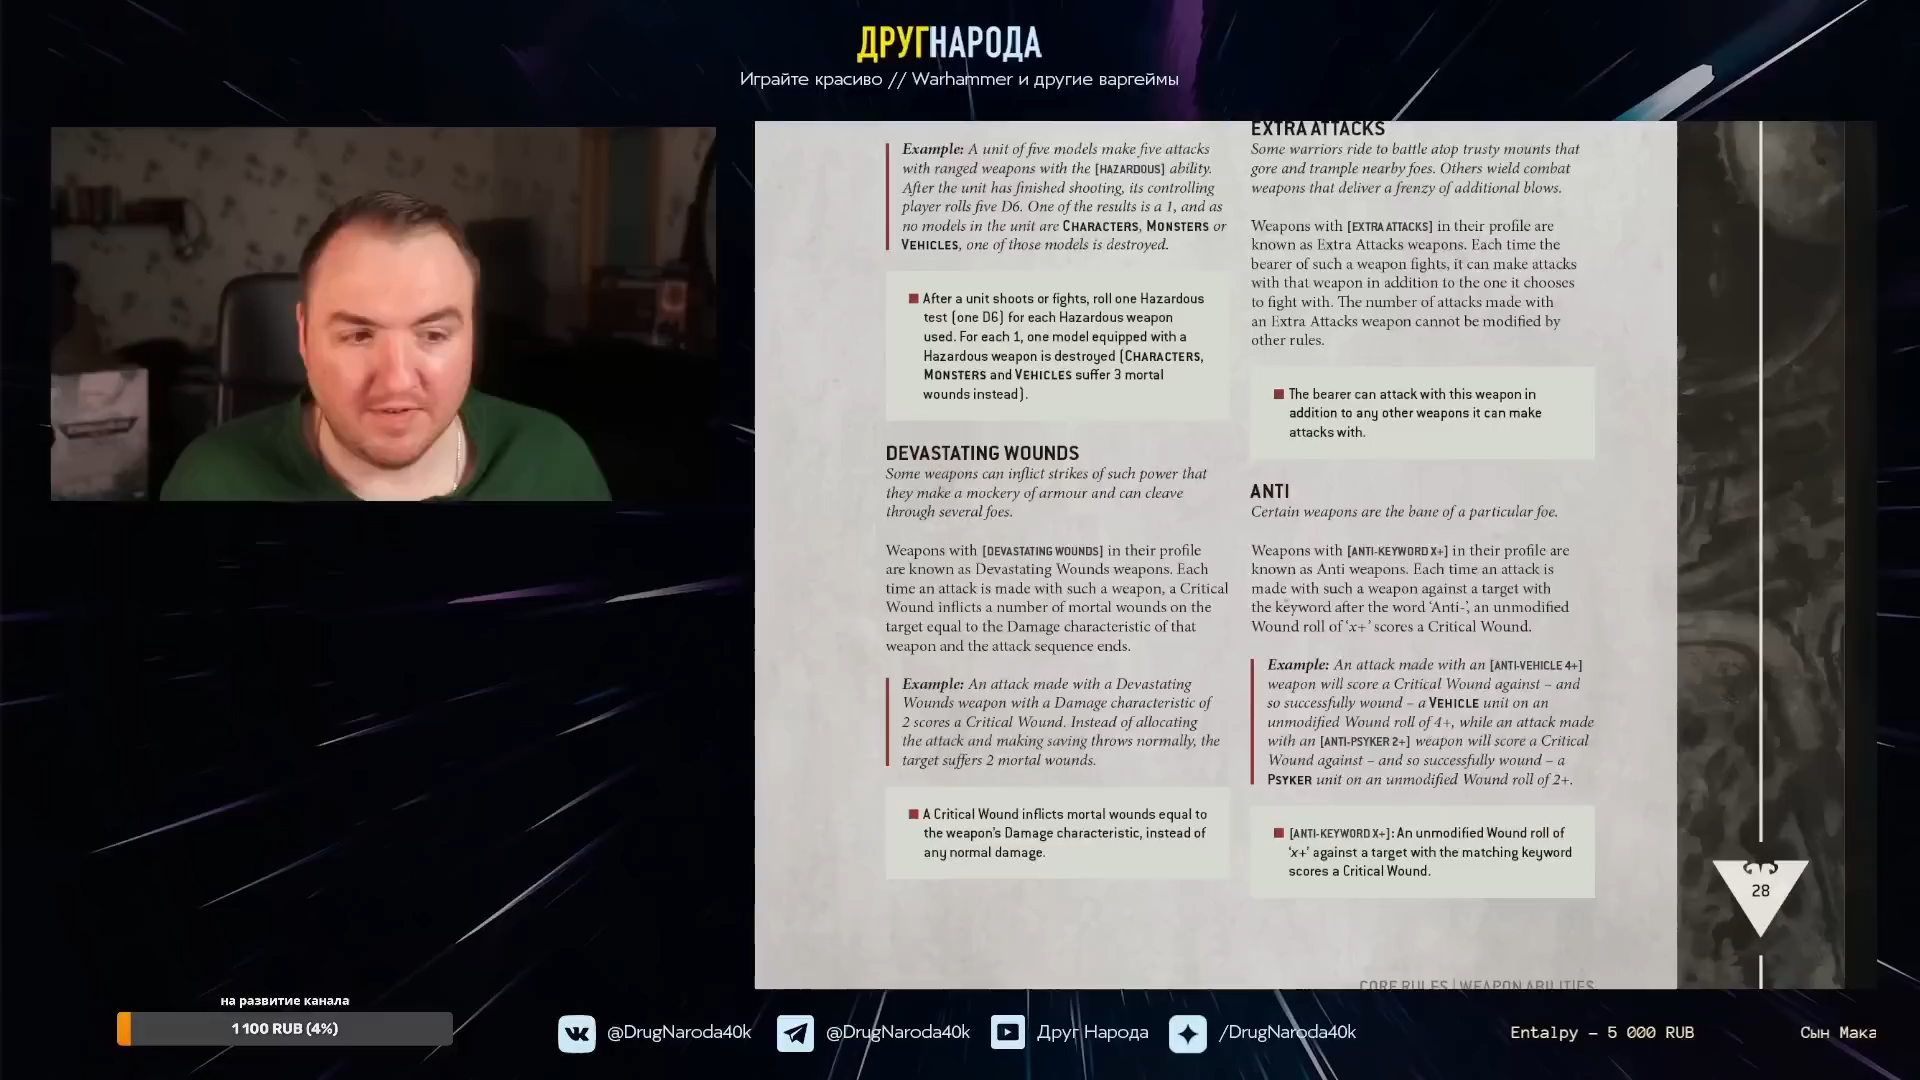 ДРУГНАРОДА
Играйте красиво // Warhammer и другие варгеймы
Example: A unit of five models make five attacks
with ranged weapons with the [HAZARDOUS] ability.
After the unit has finished shooting, its controlling
player rolls five D6. One of the results is a 1, and as
no models in the unit are CHARACTERS, MONSTERS or
VEHICLES, one of those models is destroyed.
After a unit shoots or fights, roll one Hazardous
test (one D6) for each Hazardous weapon
used. For each 1, one model equipped with a
Hazardous weapon is destroyed (CHARACTERS,
MONSTERS and VEHICLES suffer 3 mortal
wounds instead).
DEVASTATING WOUNDS
Some weapons can inflict strikes of such power that
they make a mockery of armour and can cleave
through several foes.
Weapons with [DEVASTATING WOUNDS] in their profile
are known as Devastating Wounds weapons. Each
time an attack is made with such a weapon, a Critical
Wound inflicts a number of mortal wounds on the
target equal to the Damage characteristic of that
weapon and the attack sequence ends.
Example: An attack made with a Devastating
Wounds weapon with a Damage characteristic of
2 scores a Critical Wound. Instead of allocating
the attack and making saving throws normally, the
target suffers 2 mortal wounds.
A Critical Wound inflicts mortal wounds equal to
the weapon's Damage characteristic, instead of
any normal damage.
EXTRA ATTACKS
Some warriors ride to battle atop trusty mounts that
gore and trample nearby foes. Others wield combat
weapons that deliver a frenzy of additional blows.
Weapons with [EXTRA ATTACKS] in their profile are
known as Extra Attacks weapons. Each time the
bearer of such a weapon fights, it can make attacks
with that weapon in addition to the one it chooses
to fight with. The number of attacks made with
an Extra Attacks weapon cannot be modified by
other rules.
The bearer can attack with this weapon in
addition to any other weapons it can make
attacks with.
ANTI
Certain weapons are the bane of a particular foe.
Weapons with [ANTI-KEYWORD X+] in their profile are
known as Anti weapons. Each time an attack is
made with such a weapon against a target with
the keyword after the word ‘Anti-’, an unmodified
Wound roll of ‘x+’ scores a Critical Wound.
Example: An attack made with an [ANTI-VEHICLE 4+]
weapon will score a Critical Wound against – and
so successfully wound – a VEHICLE unit on an
unmodified Wound roll of 4+, while an attack made
with an [ANTI-PSYKER 2+] weapon will score a Critical
Wound against – and so successfully wound – a
PSYKER unit on an unmodified Wound roll of 2+.
[ANTI-KEYWORD X+]: An unmodified Wound roll of
‘x+’ against a target with the matching keyword
scores a Critical Wound.
28
CORE RULES | WEAPON ABILITIES
на развитие канала
1 100 RUB (4%)
@DrugNaroda40k
@DrugNaroda40k
Друг Народа
/DrugNaroda40k
Entalpy – 5 000 RUB
Сын Мака